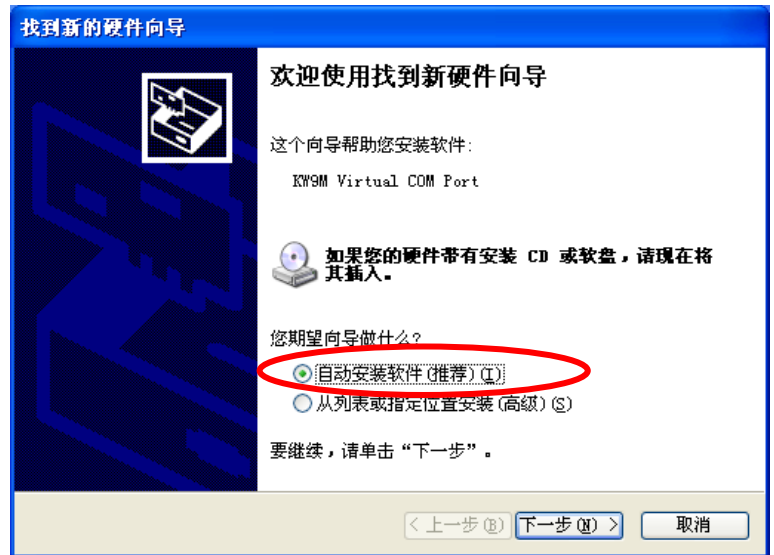 找到新的硬件向导
欢迎使用找到新硬件向导
这个向导帮助您安装软件:
KW9M Virtual COM Port
如果您的硬件带有安装 CD 或软盘，请现在将
其插入。
您期望向导做什么?
自动安装软件(推荐)(I)
从列表或指定位置安装(高级)(S)
要继续，请单击“下一步”。
< 上一步(B)
下一步(N) >
取消